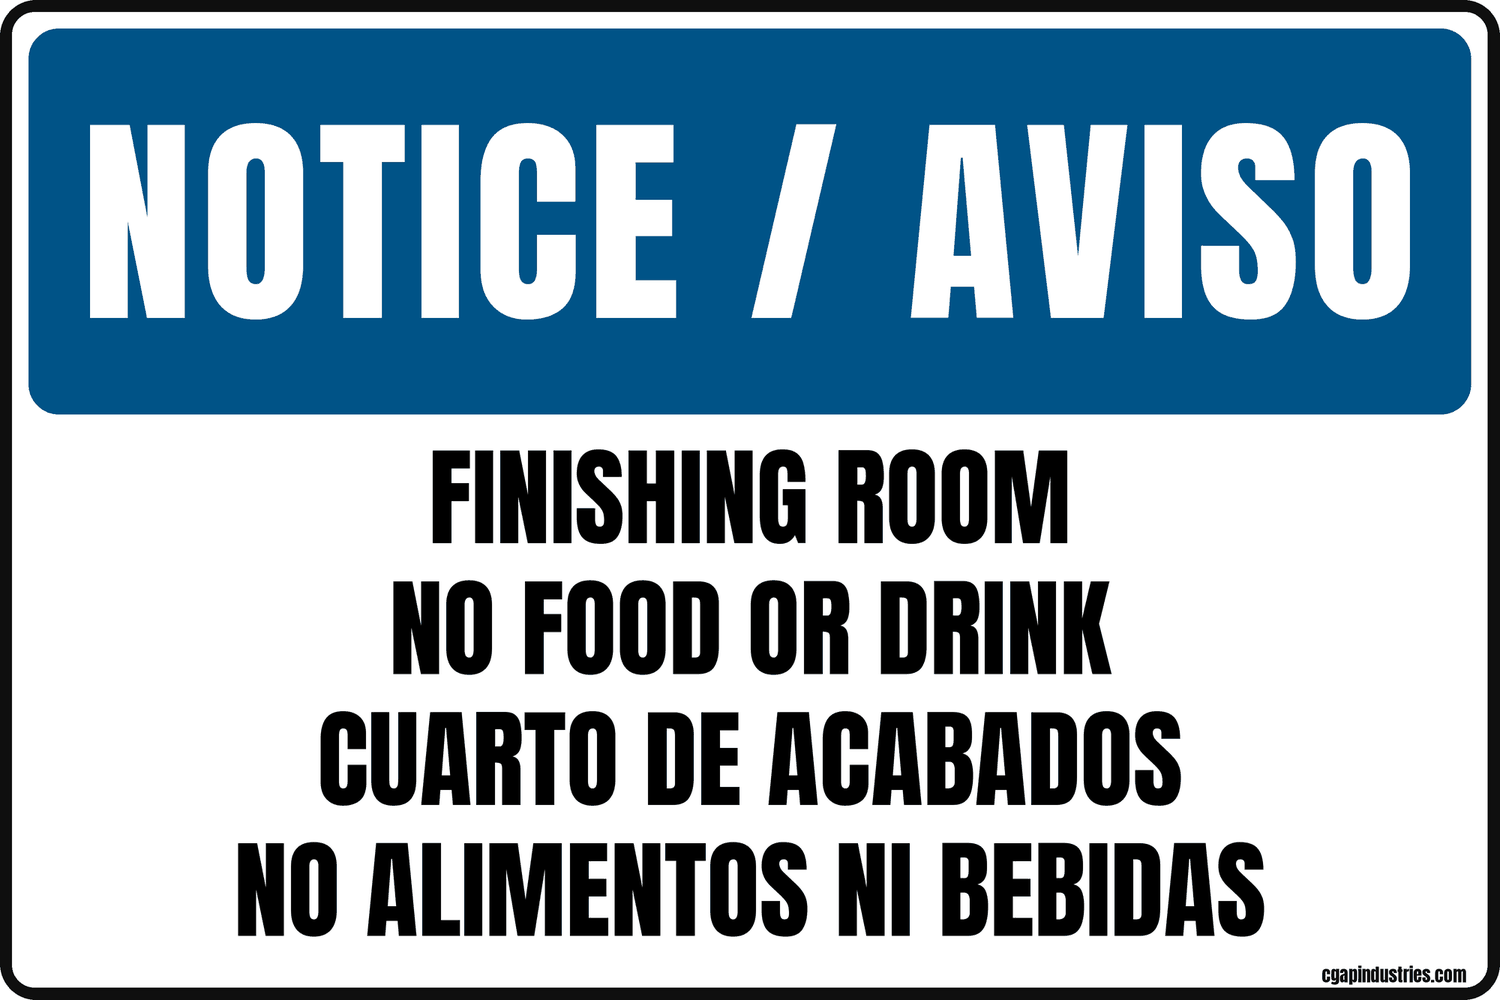 NOTICE / AVISO
FINISHING ROOM
NO FOOD OR DRINK
CUARTO DE ACABADOS
NO ALIMENTOS NI BEBIDAS
cgapindustries.com